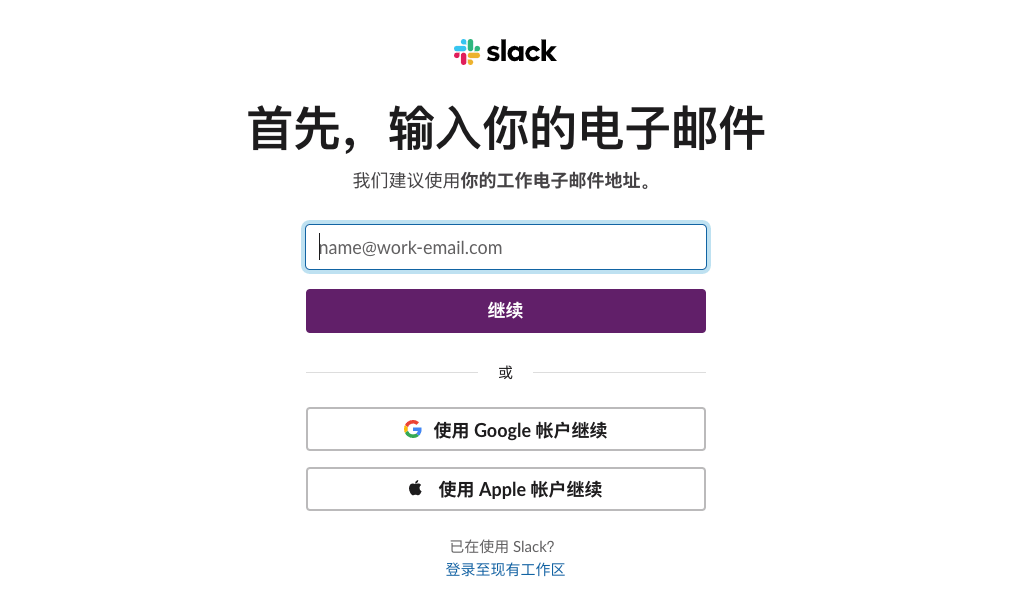 slack
首先，输入你的电子邮件
我们建议使用你的工作电子邮件地址。
name@work-email.com
继续
或
使用 Google 帐户继续
使用 Apple 帐户继续
已在使用 Slack?
登录至现有工作区